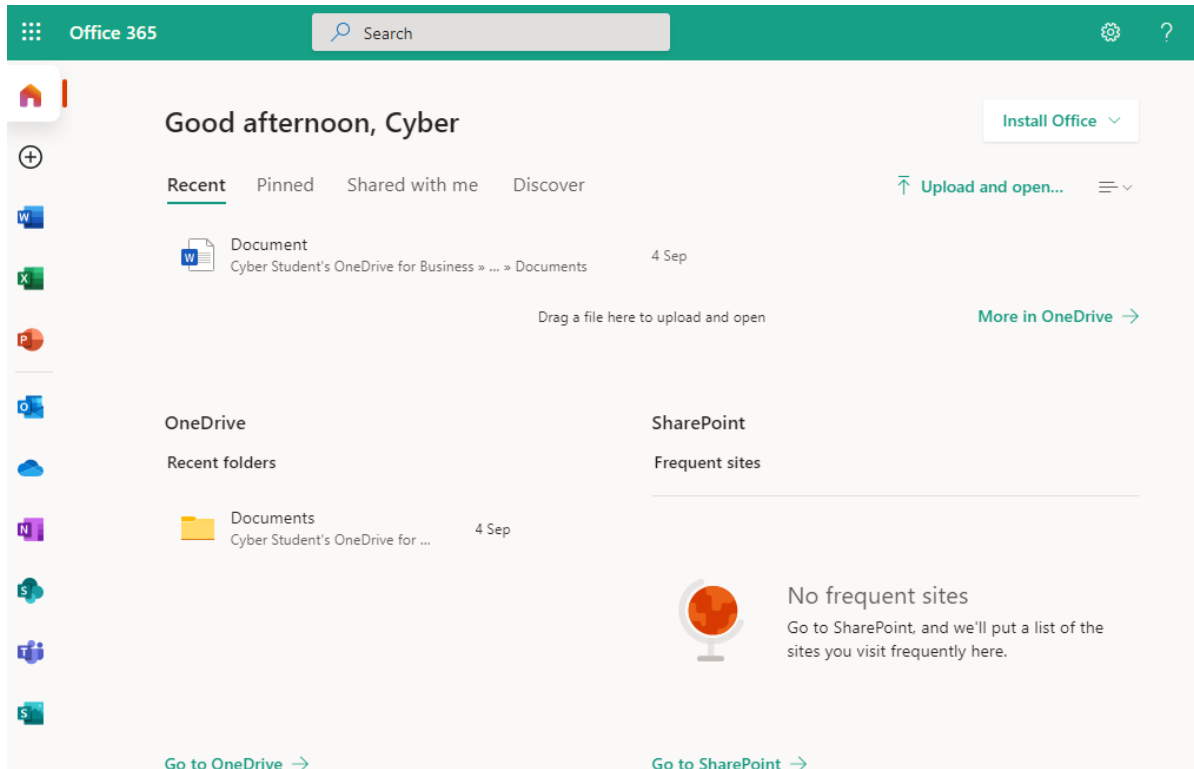 Office 365
Search
?
Good afternoon, Cyber
Install Office
Recent Pinned Shared with me Discover
Upload and open...
W
Document
Cyber Student's OneDrive for Business » ... » Documents
4 Sep
Drag a file here to upload and open
More in OneDrive
W
X
P
O
N
S
T
S
OneDrive
Recent folders
Documents
Cyber Student's OneDrive for ...
4 Sep
Go to OneDrive
SharePoint
Frequent sites
No frequent sites
Go to SharePoint, and we'll put a list of the
sites you visit frequently here.
Go to SharePoint